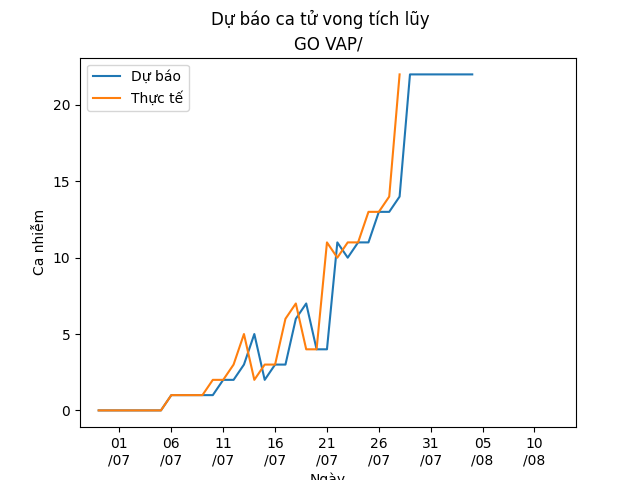 Dự báo ca tử vong tích lũy
GO VAP/
Dự báo
Thực tế
Ca nhiễm
20
15
10
5
0
01 06 11 16 21 26 31 05 10
/07 /07 /07 /07 /07 /07 /07 /08 /08
Ngày